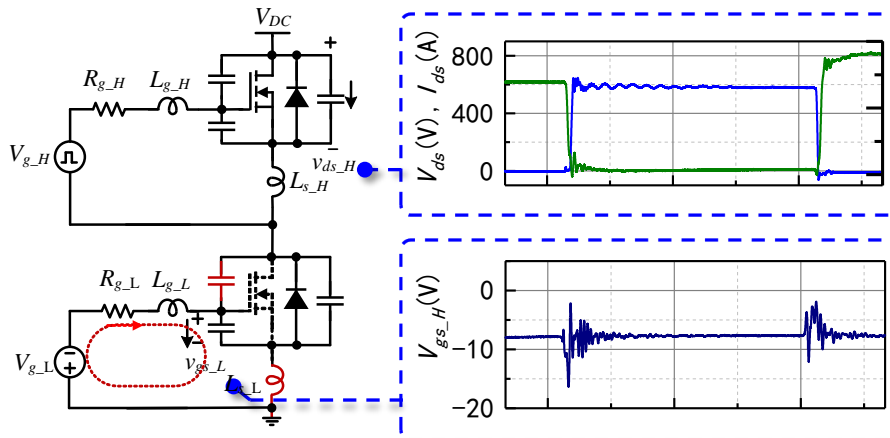 V_DC
+
R_g_H
L_g_H
V_g_H
−
v_ds_H
L_s_H
R_g_L
L_g_L
+
−
V_g_L
v_gs_L
L_s_L
V_ds(V) , I_ds(A)
800
400
0
V_gs_H(V)
0
−10
−20